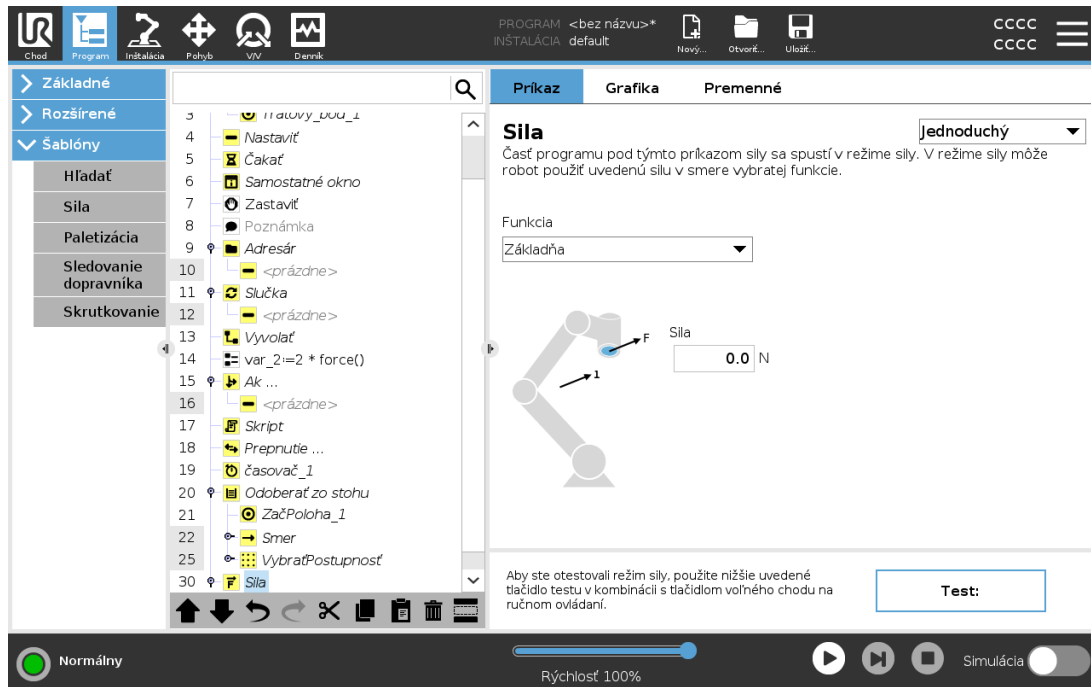 UR
Chod
Program
Inštalácia
Pohyb
V/V
Denník
PROGRAM <bez názvu>*
INŠTALÁCIA default
Nový...
Otvoriť...
Uložiť...
CCCC
CCCC
Základné
Rozšírené
Šablóny
Hľadať
Sila
Paletizácia
Sledovanie
dopravníka
Skrutkovanie
3 Traťový_bod_1
4 Nastaviť
5 Čakať
6 Samostatné okno
7 Zastaviť
8 Poznámka
9 Adresár
10 <prázdne>
11 Slučka
12 <prázdne>
13 Vyvolať
14 var_2:=2 * force()
15 Ak ...
16 <prázdne>
17 Skript
18 Prepnutie ...
19 časovač_1
20 Odoberať zo stohu
21 ZačPoloha_1
22 Smer
25 VybraťPostupnosť
30 Sila
Príkaz Grafika Premenné
Sila
Jednoduchý
Časť programu pod týmto príkazom sily sa spustí v režime sily. V režime sily môže
robot použiť uvedenú silu v smere vybratej funkcie.
Funkcia
Základňa
F
1
Sila
0.0 N
Aby ste otestovali režim sily, použite nižšie uvedené
tlačidlo testu v kombinácii s tlačidlom voľného chodu na
ručnom ovládaní.
Test:
Normálny
Rýchlosť 100%
Simulácia